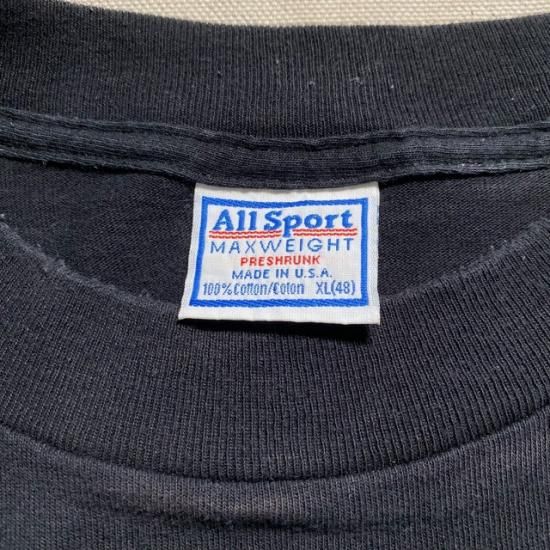 All Sport
MAXWEIGHT
PRESHRUNK
MADE IN U.S.A.
100% Cotton/Coton XL(48)